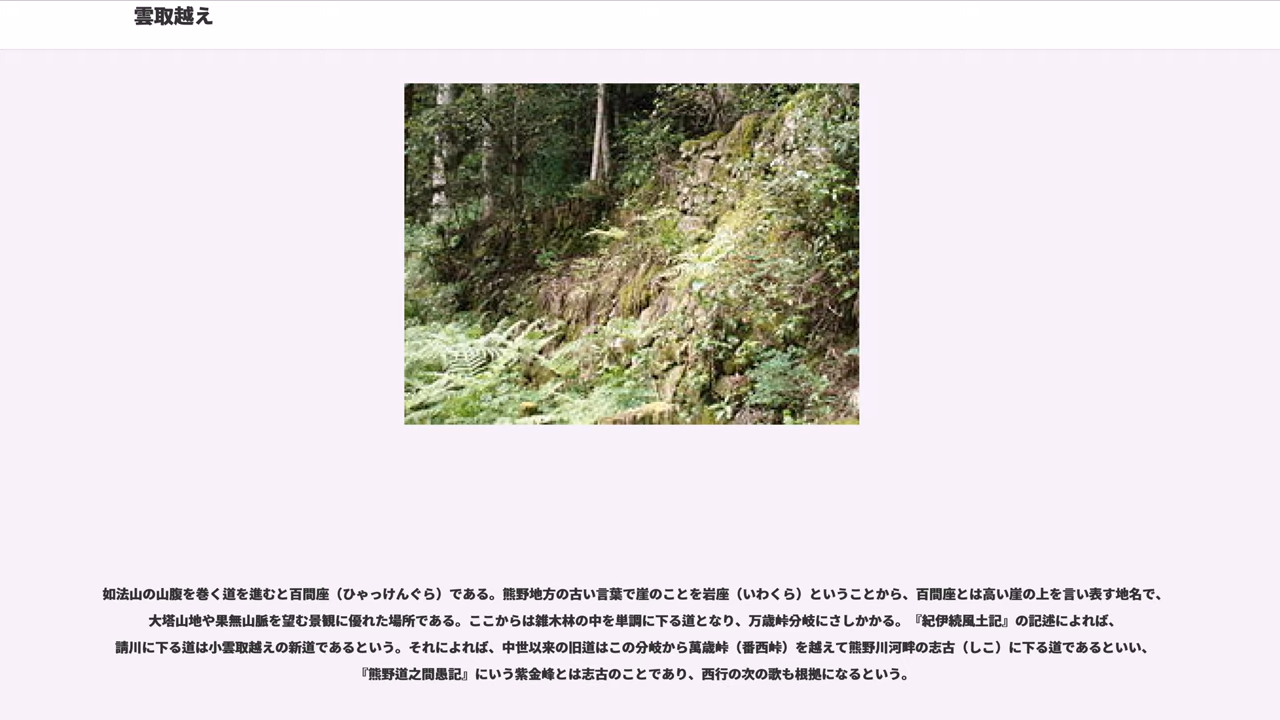 雲取越え
如法山の山腹を巻く道を進むと百間座（ひゃっけんぐら）である。熊野地方の古い言葉で崖のことを岩座（いわくら）ということから、百間座とは高い崖の上を言い表す地名で、
大塔山地や果無山脈を望む景観に優れた場所である。ここからは雑木林の中を単調に下る道となり、万歳峠分岐にさしかかる。『紀伊続風土記』の記述によれば、
請川に下る道は小雲取越えの新道であるという。それによれば、中世以来の旧道はこの分岐から萬歳峠（番西峠）を越えて熊野川河畔の志古（しこ）に下る道であるといい、
『熊野道之間愚記』にいう紫金峰とは志古のことであり、西行の次の歌も根拠になるという。